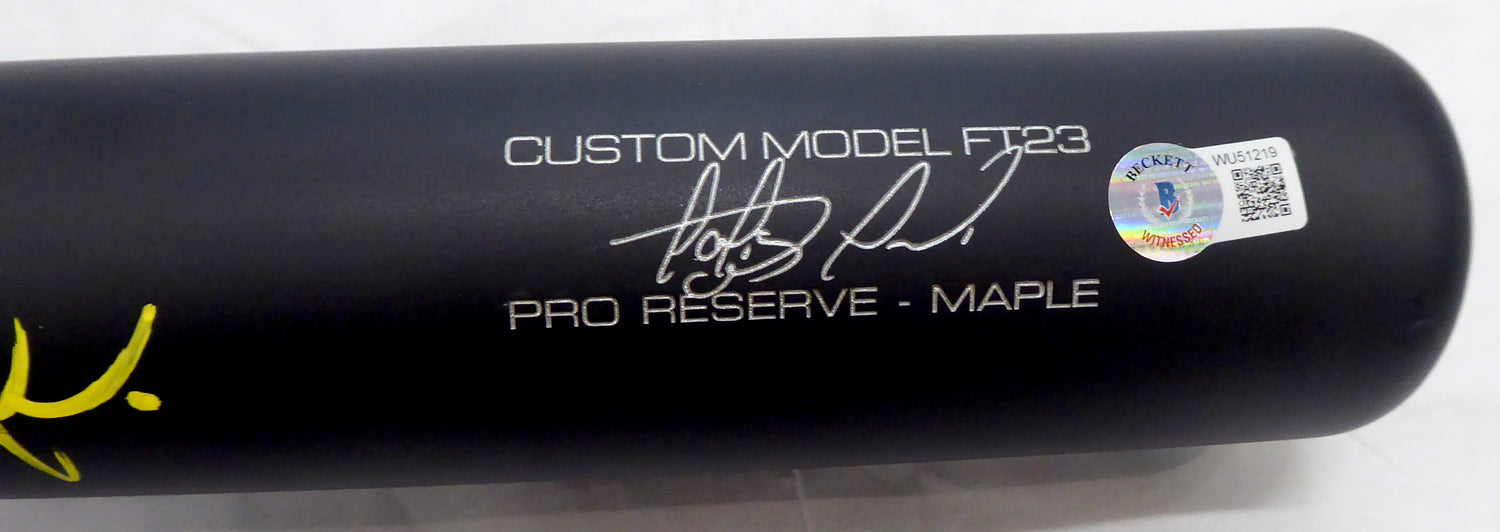 CUSTOM MODEL FT23
PRO RESERVE - MAPLE
BECKETT
B
WITNESSED
WU51219